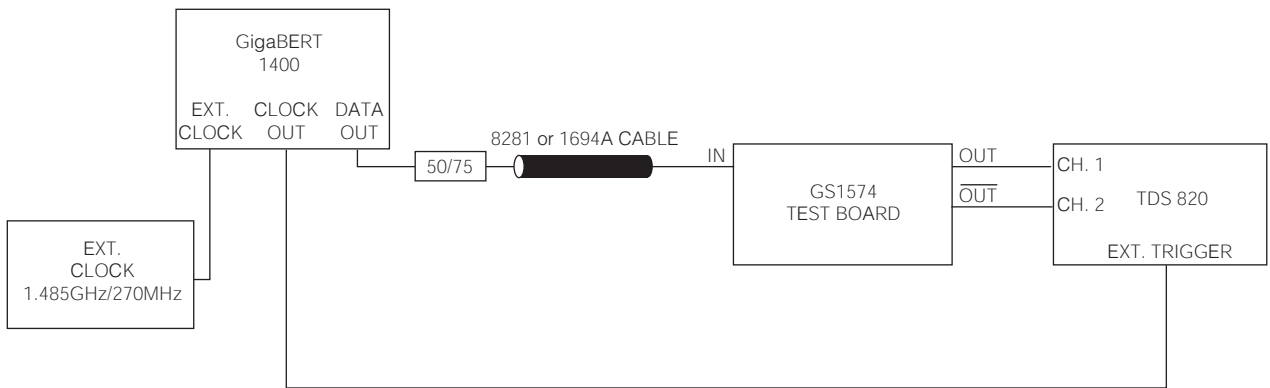 GigaBERT
1400
EXT. CLOCK DATA
CLOCK OUT OUT
8281 or 1694A CABLE
50/75
IN
GS1574
TEST BOARD
OUT
OUT
CH. 1
CH. 2
TDS 820
EXT. TRIGGER
EXT.
CLOCK
1.485GHz/270MHz